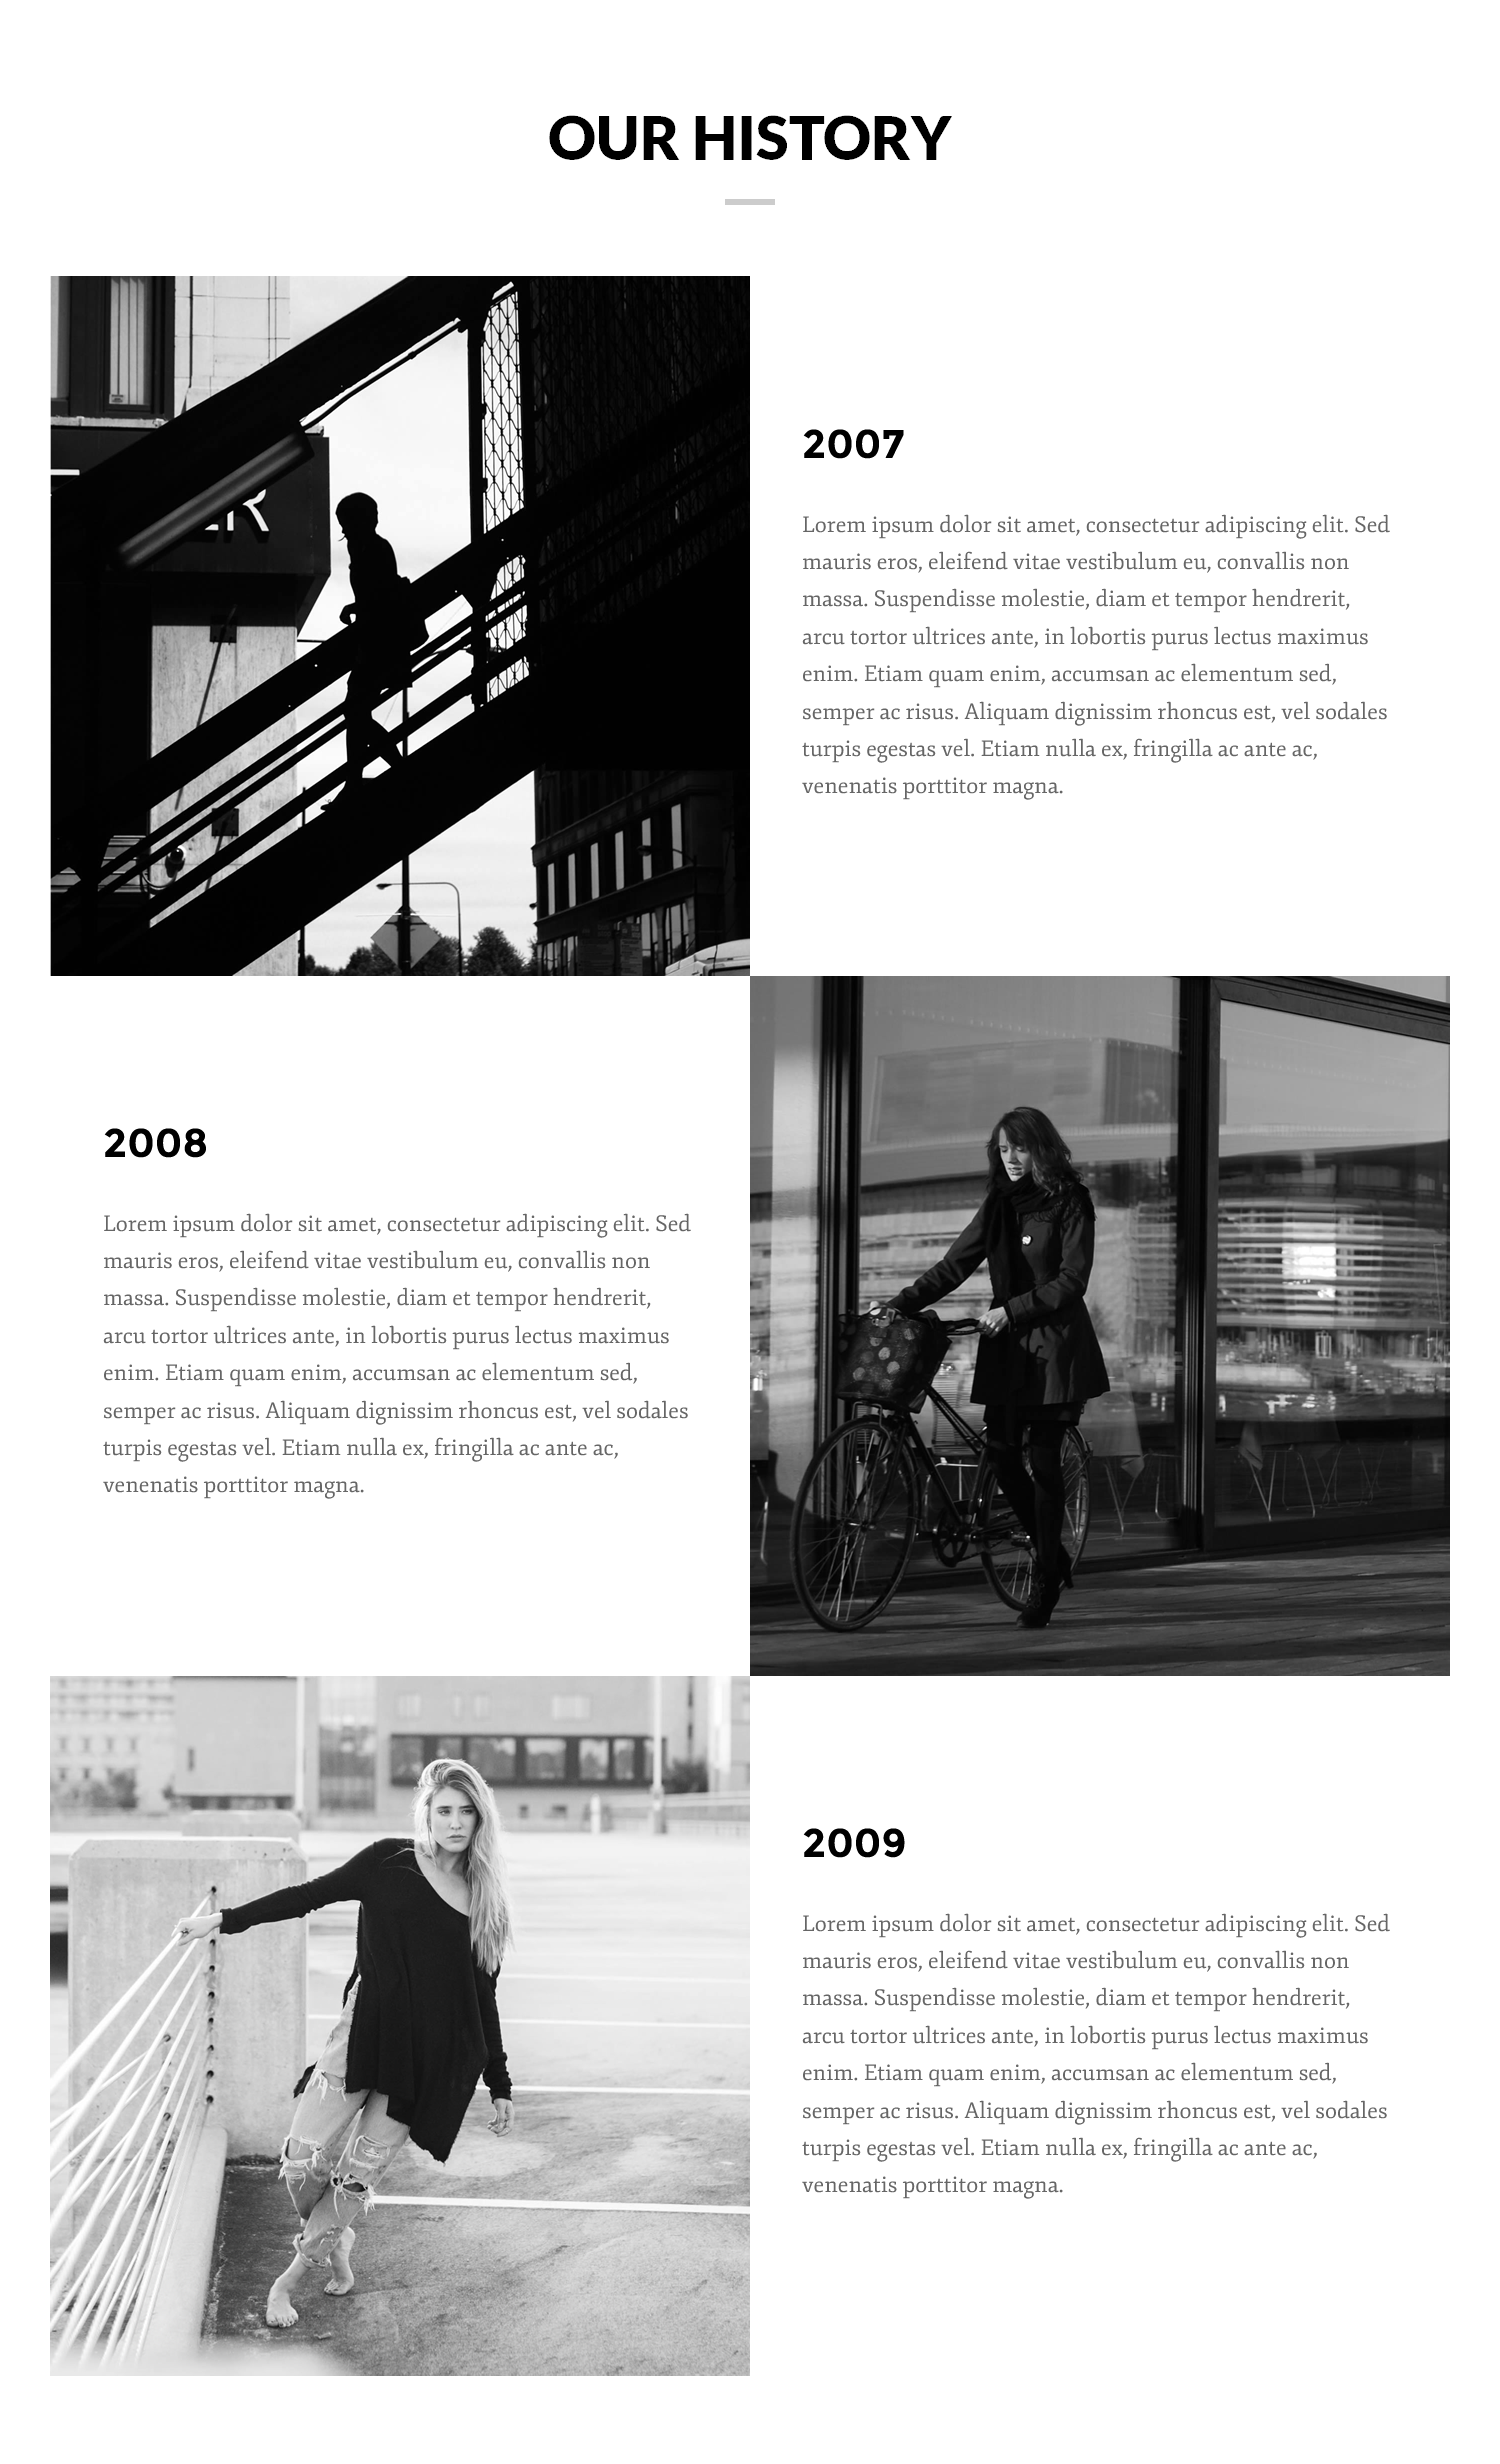 OUR HISTORY
2007
Lorem ipsum dolor sit amet, consectetur adipiscing elit. Sed
mauris eros, eleifend vitae vestibulum eu, convallis non
massa. Suspendisse molestie, diam et tempor hendrerit,
arcu tortor ultrices ante, in lobortis purus lectus maximus
enim. Etiam quam enim, accumsan ac elementum sed,
semper ac risus. Aliquam dignissim rhoncus est, vel sodales
turpis egestas vel. Etiam nulla ex, fringilla ac ante ac,
venenatis porttitor magna.
2008
Lorem ipsum dolor sit amet, consectetur adipiscing elit. Sed
mauris eros, eleifend vitae vestibulum eu, convallis non
massa. Suspendisse molestie, diam et tempor hendrerit,
arcu tortor ultrices ante, in lobortis purus lectus maximus
enim. Etiam quam enim, accumsan ac elementum sed,
semper ac risus. Aliquam dignissim rhoncus est, vel sodales
turpis egestas vel. Etiam nulla ex, fringilla ac ante ac,
venenatis porttitor magna.
2009
Lorem ipsum dolor sit amet, consectetur adipiscing elit. Sed
mauris eros, eleifend vitae vestibulum eu, convallis non
massa. Suspendisse molestie, diam et tempor hendrerit,
arcu tortor ultrices ante, in lobortis purus lectus maximus
enim. Etiam quam enim, accumsan ac elementum sed,
semper ac risus. Aliquam dignissim rhoncus est, vel sodales
turpis egestas vel. Etiam nulla ex, fringilla ac ante ac,
venenatis porttitor magna.